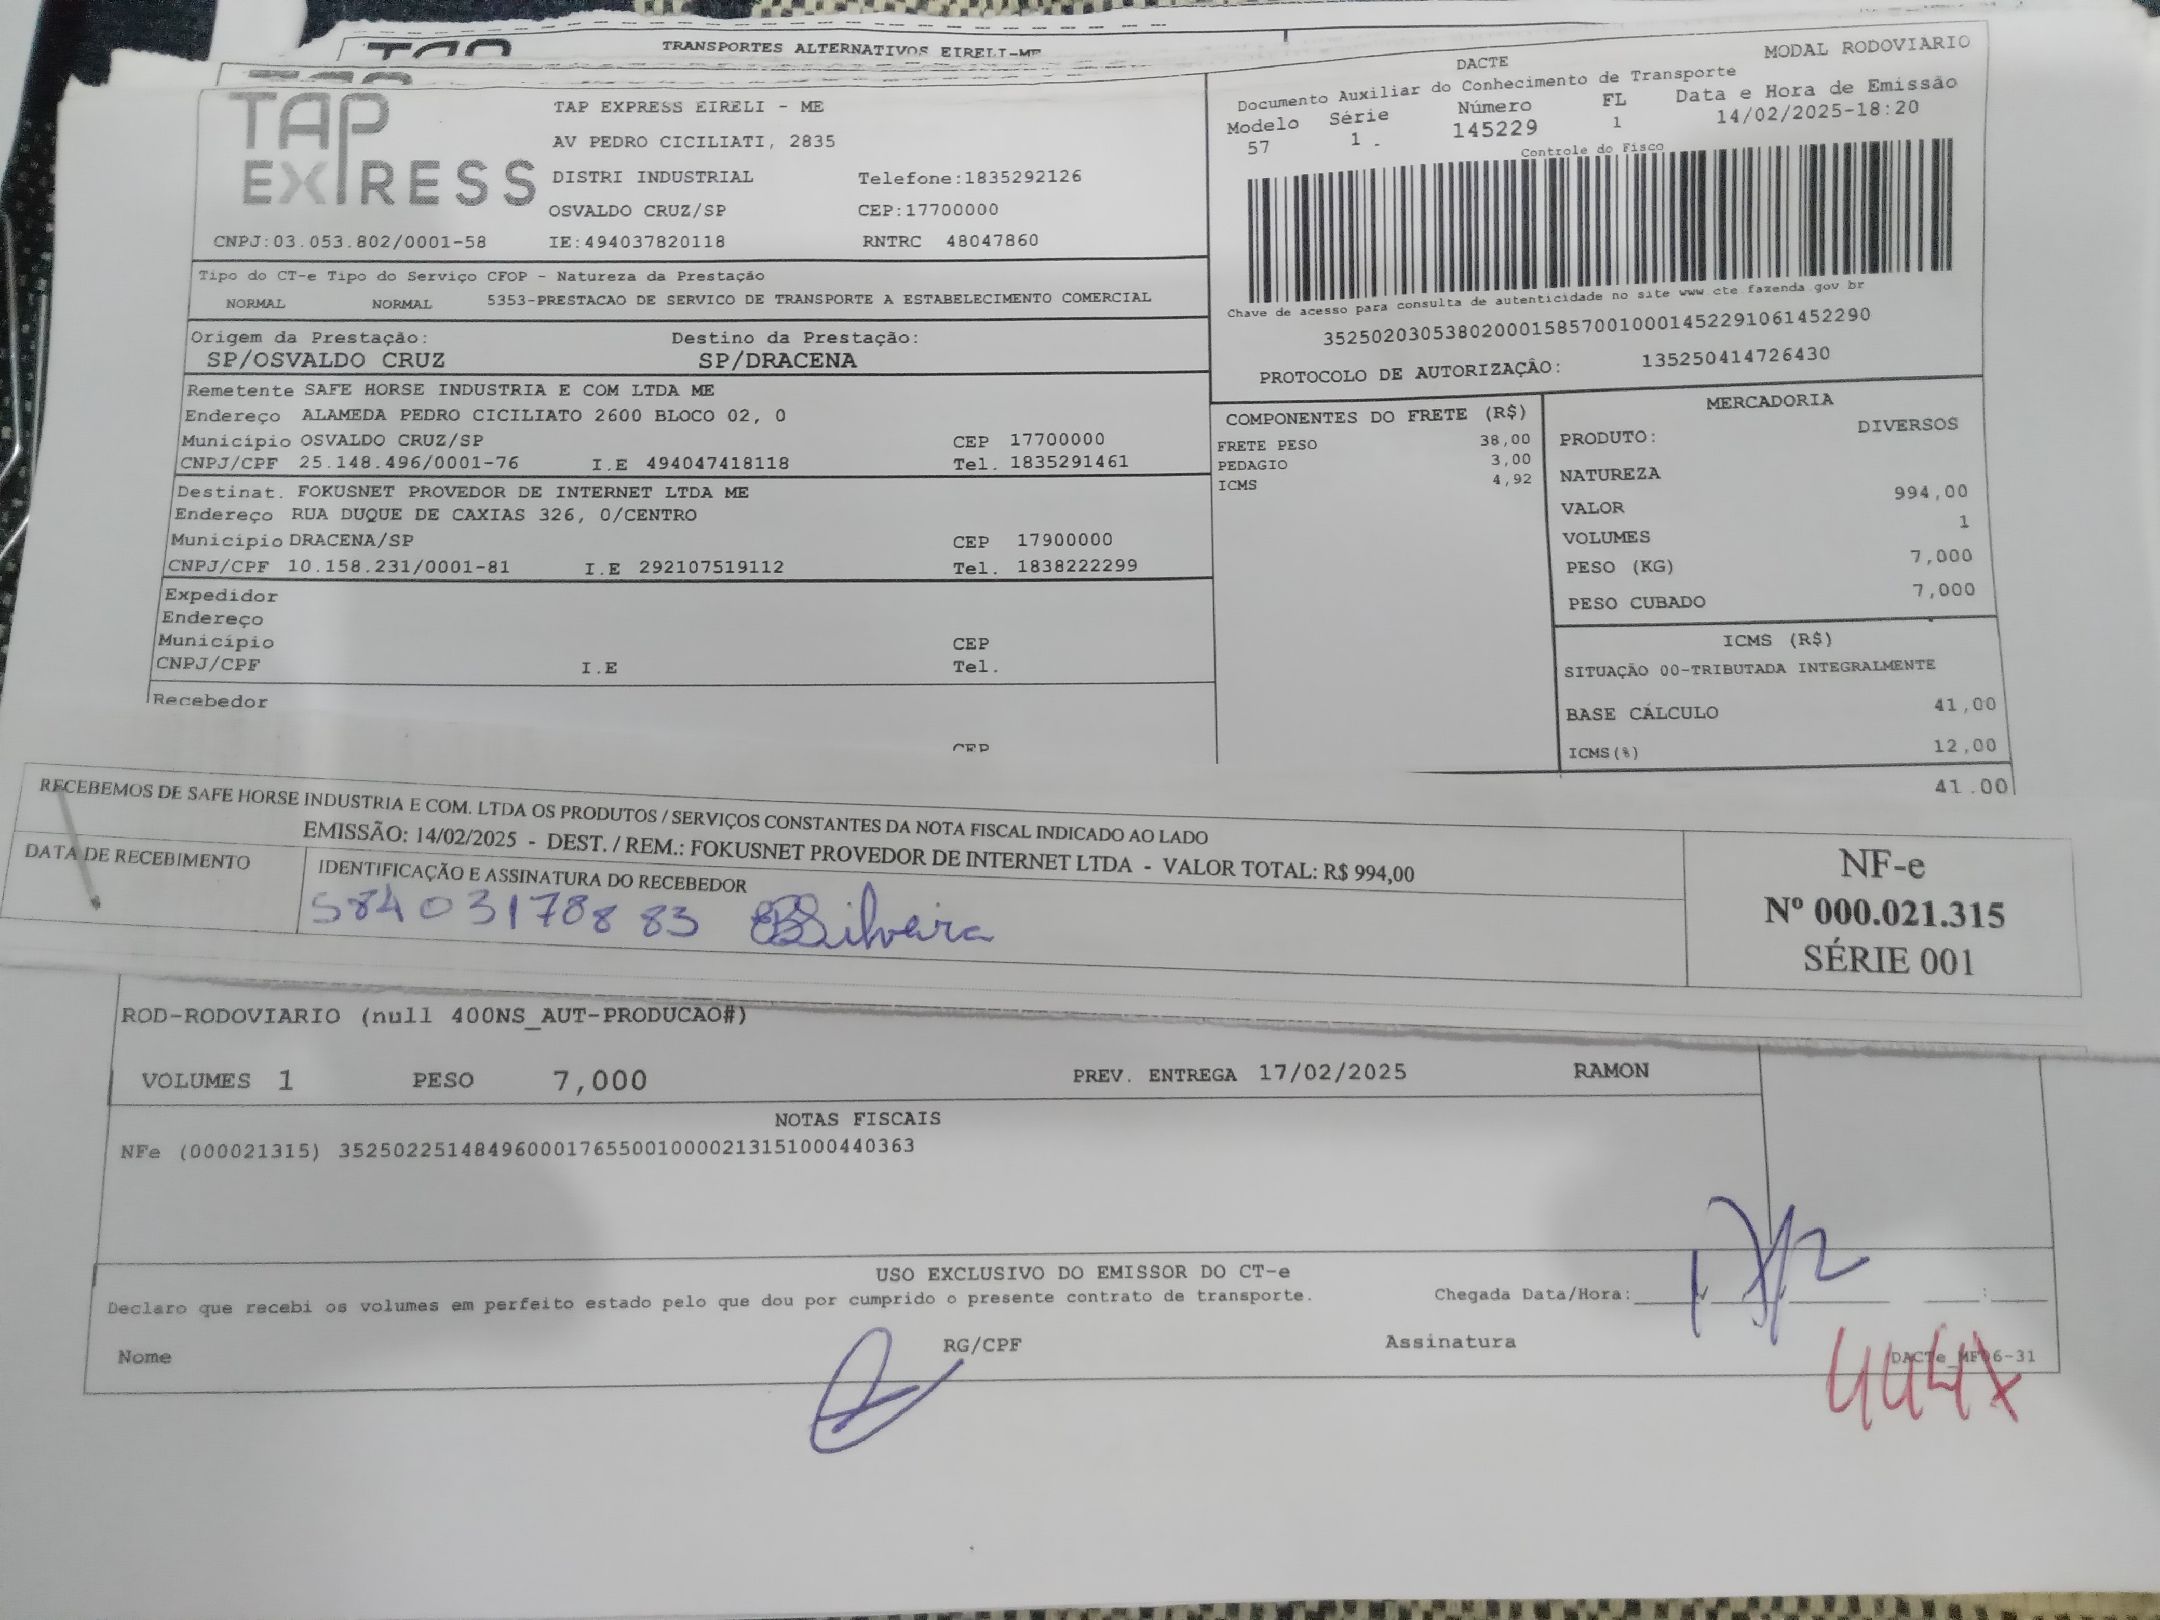 TRANSPORTES ALTERNATIVOS EIRELI-ME
TAP EXPRESS
TAP EXPRESS EIRELI - ME
AV PEDRO CICILIATI, 2835
DISTRI INDUSTRIAL Telefone:1835292126
OSVALDO CRUZ/SP CEP:17700000
CNPJ:03.053.802/0001-58 IE:494037820118 RNTRC 48047860
DACTE MODAL RODOVIARIO
Documento Auxiliar do Conhecimento de Transporte
Modelo Série Número FL Data e Hora de Emissão
57 1 145229 1 14/02/2025-18:20
Controle do Fisco
Chave de acesso para consulta de autenticidade no site www.cte fazenda gov br
35250203053802000158570010001452291061452290
PROTOCOLO DE AUTORIZAÇÃO: 135250414726430
Tipo do CT-e Tipo do Serviço CFOP - Natureza da Prestação
NORMAL NORMAL 5353-PRESTACAO DE SERVICO DE TRANSPORTE A ESTABELECIMENTO COMERCIAL
Origem da Prestação: Destino da Prestação:
SP/OSVALDO CRUZ SP/DRACENA
Remetente SAFE HORSE INDUSTRIA E COM LTDA ME
Endereço ALAMEDA PEDRO CICILIATO 2600 BLOCO 02, 0
Município OSVALDO CRUZ/SP CEP 17700000
CNPJ/CPF 25.148.496/0001-76 I.E 494047418118 Tel. 1835291461
Destinat. FOKUSNET PROVEDOR DE INTERNET LTDA ME
Endereço RUA DUQUE DE CAXIAS 326, 0/CENTRO
Município DRACENA/SP CEP 17900000
CNPJ/CPF 10.158.231/0001-81 I.E 292107519112 Tel. 1838222299
Expedidor
Endereço
Município CEP
CNPJ/CPF I.E Tel.
Recebedor
CEP
COMPONENTES DO FRETE (R$)
FRETE PESO 38,00
PEDAGIO 3,00
ICMS 4,92
MERCADORIA
PRODUTO: DIVERSOS
NATUREZA
VALOR 994,00
VOLUMES 1
PESO (KG) 7,000
PESO CUBADO 7,000
ICMS (R$)
SITUAÇÃO 00-TRIBUTADA INTEGRALMENTE
BASE CÁLCULO 41,00
ICMS(%) 12,00
41.00
RECEBEMOS DE SAFE HORSE INDUSTRIA E COM. LTDA OS PRODUTOS / SERVIÇOS CONSTANTES DA NOTA FISCAL INDICADO AO LADO
EMISSÃO: 14/02/2025 - DEST. / REM.: FOKUSNET PROVEDOR DE INTERNET LTDA - VALOR TOTAL: R$ 994,00
DATA DE RECEBIMENTO IDENTIFICAÇÃO E ASSINATURA DO RECEBEDOR
58403178883 Silveira
NF-e
Nº 000.021.315
SÉRIE 001
ROD-RODOVIARIO (null 400NS_AUT-PRODUCAO#)
VOLUMES 1 PESO 7,000 PREV. ENTREGA 17/02/2025 RAMON
NOTAS FISCAIS
NFe (000021315) 35250225148496000176550010000213151000440363
USO EXCLUSIVO DO EMISSOR DO CT-e
Declaro que recebi os volumes em perfeito estado pelo que dou por cumprido o presente contrato de transporte. Chegada Data/Hora: 17/2
Nome RG/CPF Assinatura
DACTe_MF06-31